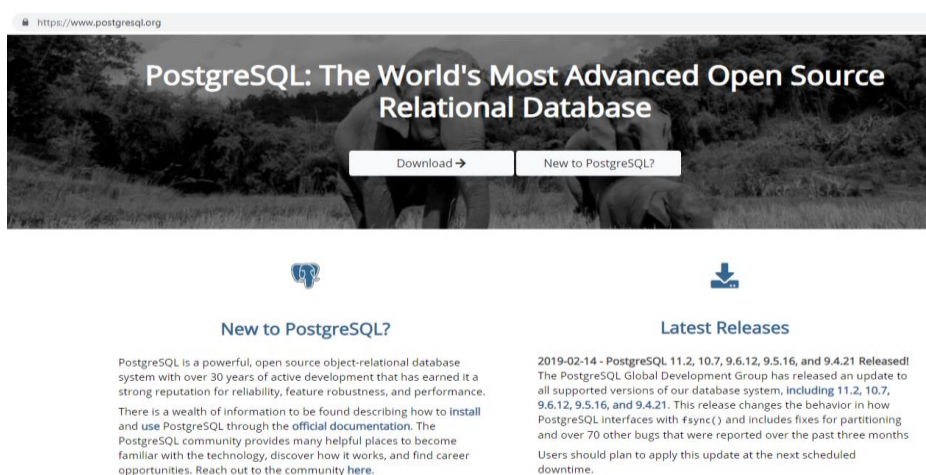 https://www.postgresql.org
PostgreSQL: The World's Most Advanced Open Source
Relational Database
Download →
New to PostgreSQL?
New to PostgreSQL?
PostgreSQL is a powerful, open source object-relational database
system with over 30 years of active development that has earned it a
strong reputation for reliability, feature robustness, and performance.
There is a wealth of information to be found describing how to install
and use PostgreSQL through the official documentation. The
PostgreSQL community provides many helpful places to become
familiar with the technology, discover how it works, and find career
opportunities. Reach out to the community here.
Latest Releases
2019-02-14 - PostgreSQL 11.2, 10.7, 9.6.12, 9.5.16, and 9.4.21 Released!
The PostgreSQL Global Development Group has released an update to
all supported versions of our database system, including 11.2, 10.7,
9.6.12, 9.5.16, and 9.4.21. This release changes the behavior in how
PostgreSQL interfaces with fsync() and includes fixes for partitioning
and over 70 other bugs that were reported over the past three months
Users should plan to apply this update at the next scheduled
downtime.